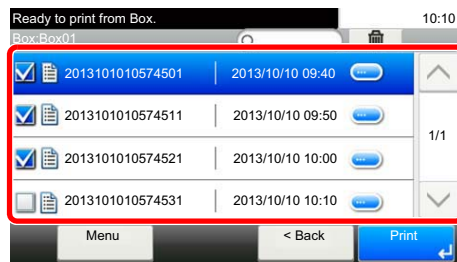 Ready to print from Box. 10:10
Box:Box01
2013101010574501 2013/10/10 09:40
2013101010574511 2013/10/10 09:50
2013101010574521 2013/10/10 10:00
1/1
2013101010574531 2013/10/10 10:10
Menu < Back Print